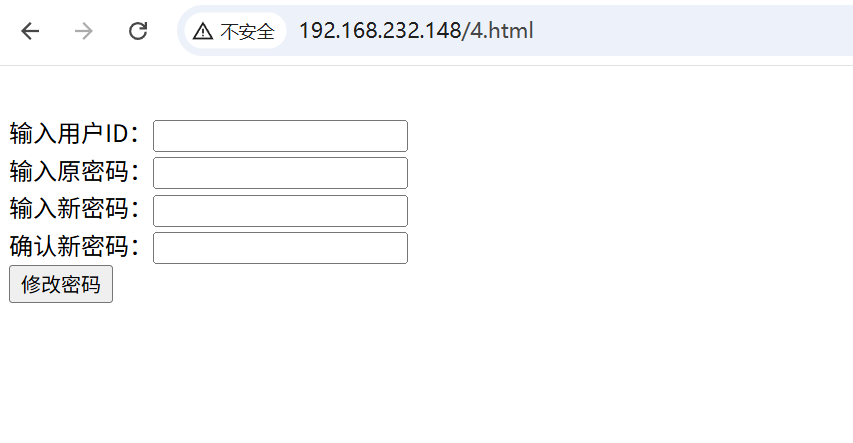 不安全 192.168.232.148/4.html
输入用户ID：
输入原密码：
输入新密码：
确认新密码：
修改密码